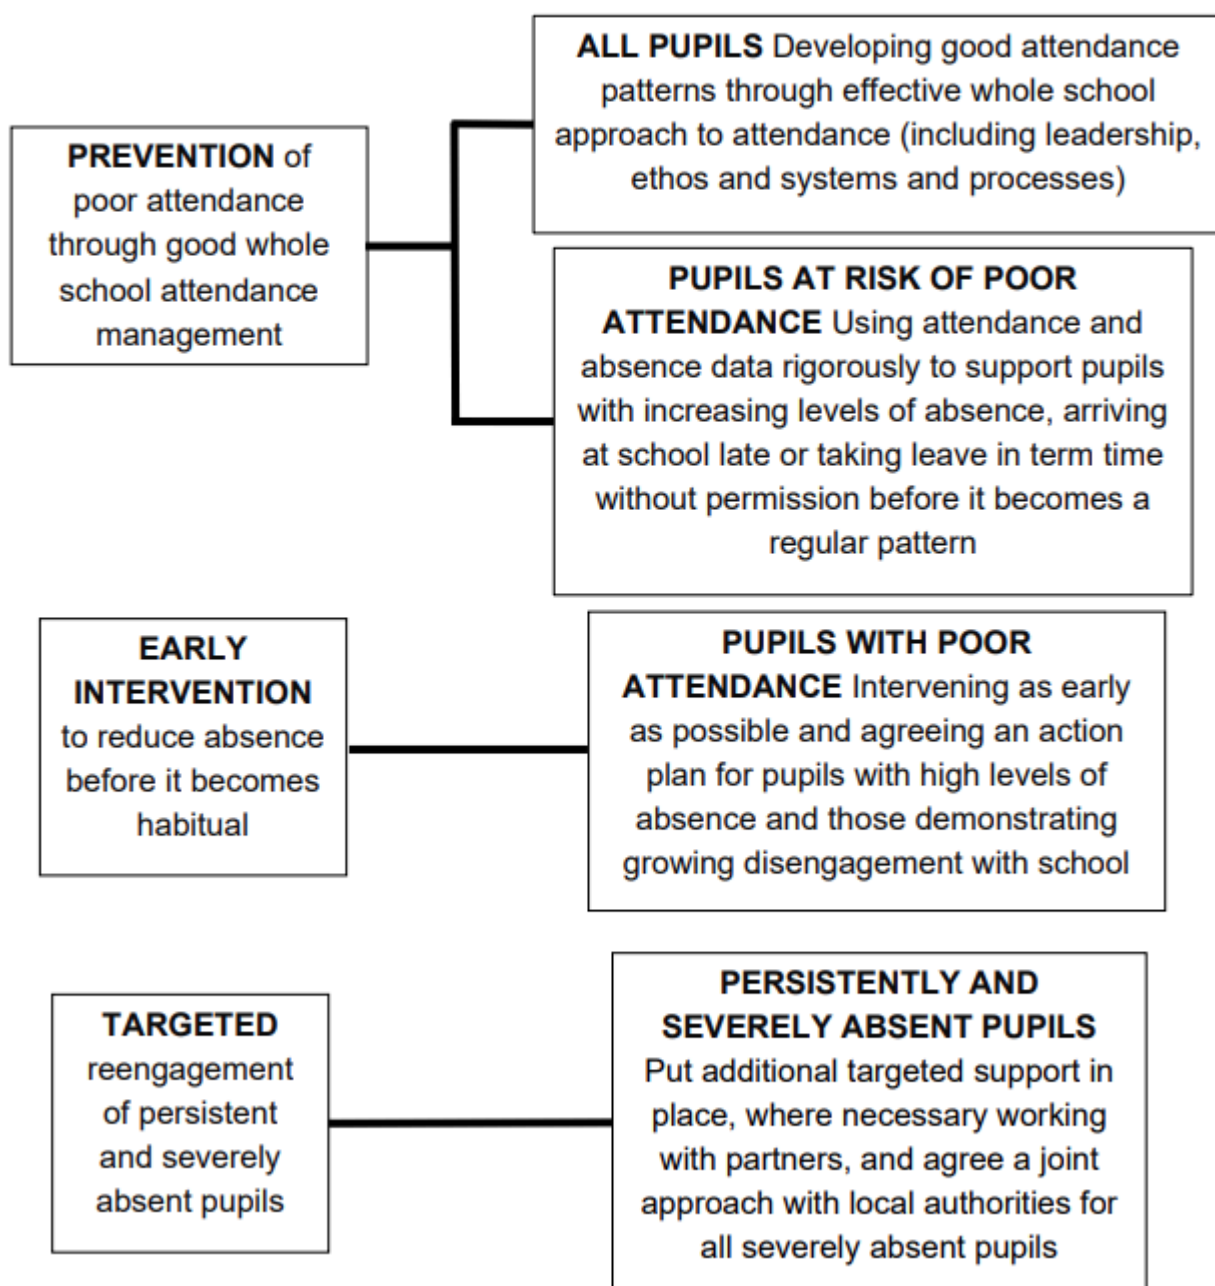 PREVENTION of
poor attendance
through good whole
school attendance
management
ALL PUPILS Developing good attendance
patterns through effective whole school
approach to attendance (including leadership,
ethos and systems and processes)
PUPILS AT RISK OF POOR
ATTENDANCE Using attendance and
absence data rigorously to support pupils
with increasing levels of absence, arriving
at school late or taking leave in term time
without permission before it becomes a
regular pattern
EARLY
INTERVENTION
to reduce absence
before it becomes
habitual
PUPILS WITH POOR
ATTENDANCE Intervening as early
as possible and agreeing an action
plan for pupils with high levels of
absence and those demonstrating
growing disengagement with school
TARGETED
reengagement
of persistent
and severely
absent pupils
PERSISTENTLY AND
SEVERELY ABSENT PUPILS
Put additional targeted support in
place, where necessary working
with partners, and agree a joint
approach with local authorities for
all severely absent pupils